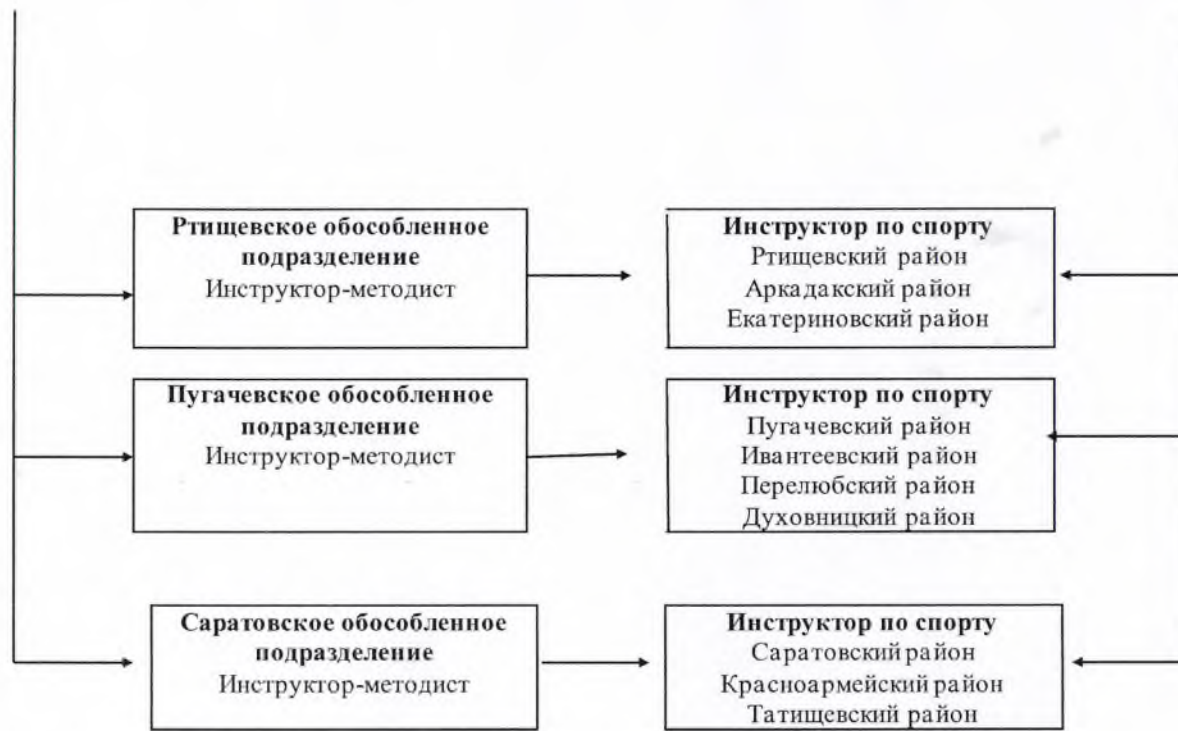 Ртищевское обособленное
подразделение
Инструктор-методист
Инструктор по спорту
Ртищевский район
Аркадакский район
Екатериновский район
Пугачевское обособленное
подразделение
Инструктор-методист
Инструктор по спорту
Пугачевский район
Ивантеевский район
Перелюбский район
Духовницкий район
Саратовское обособленное
подразделение
Инструктор-методист
Инструктор по спорту
Саратовский район
Красноармейский район
Татищевский район